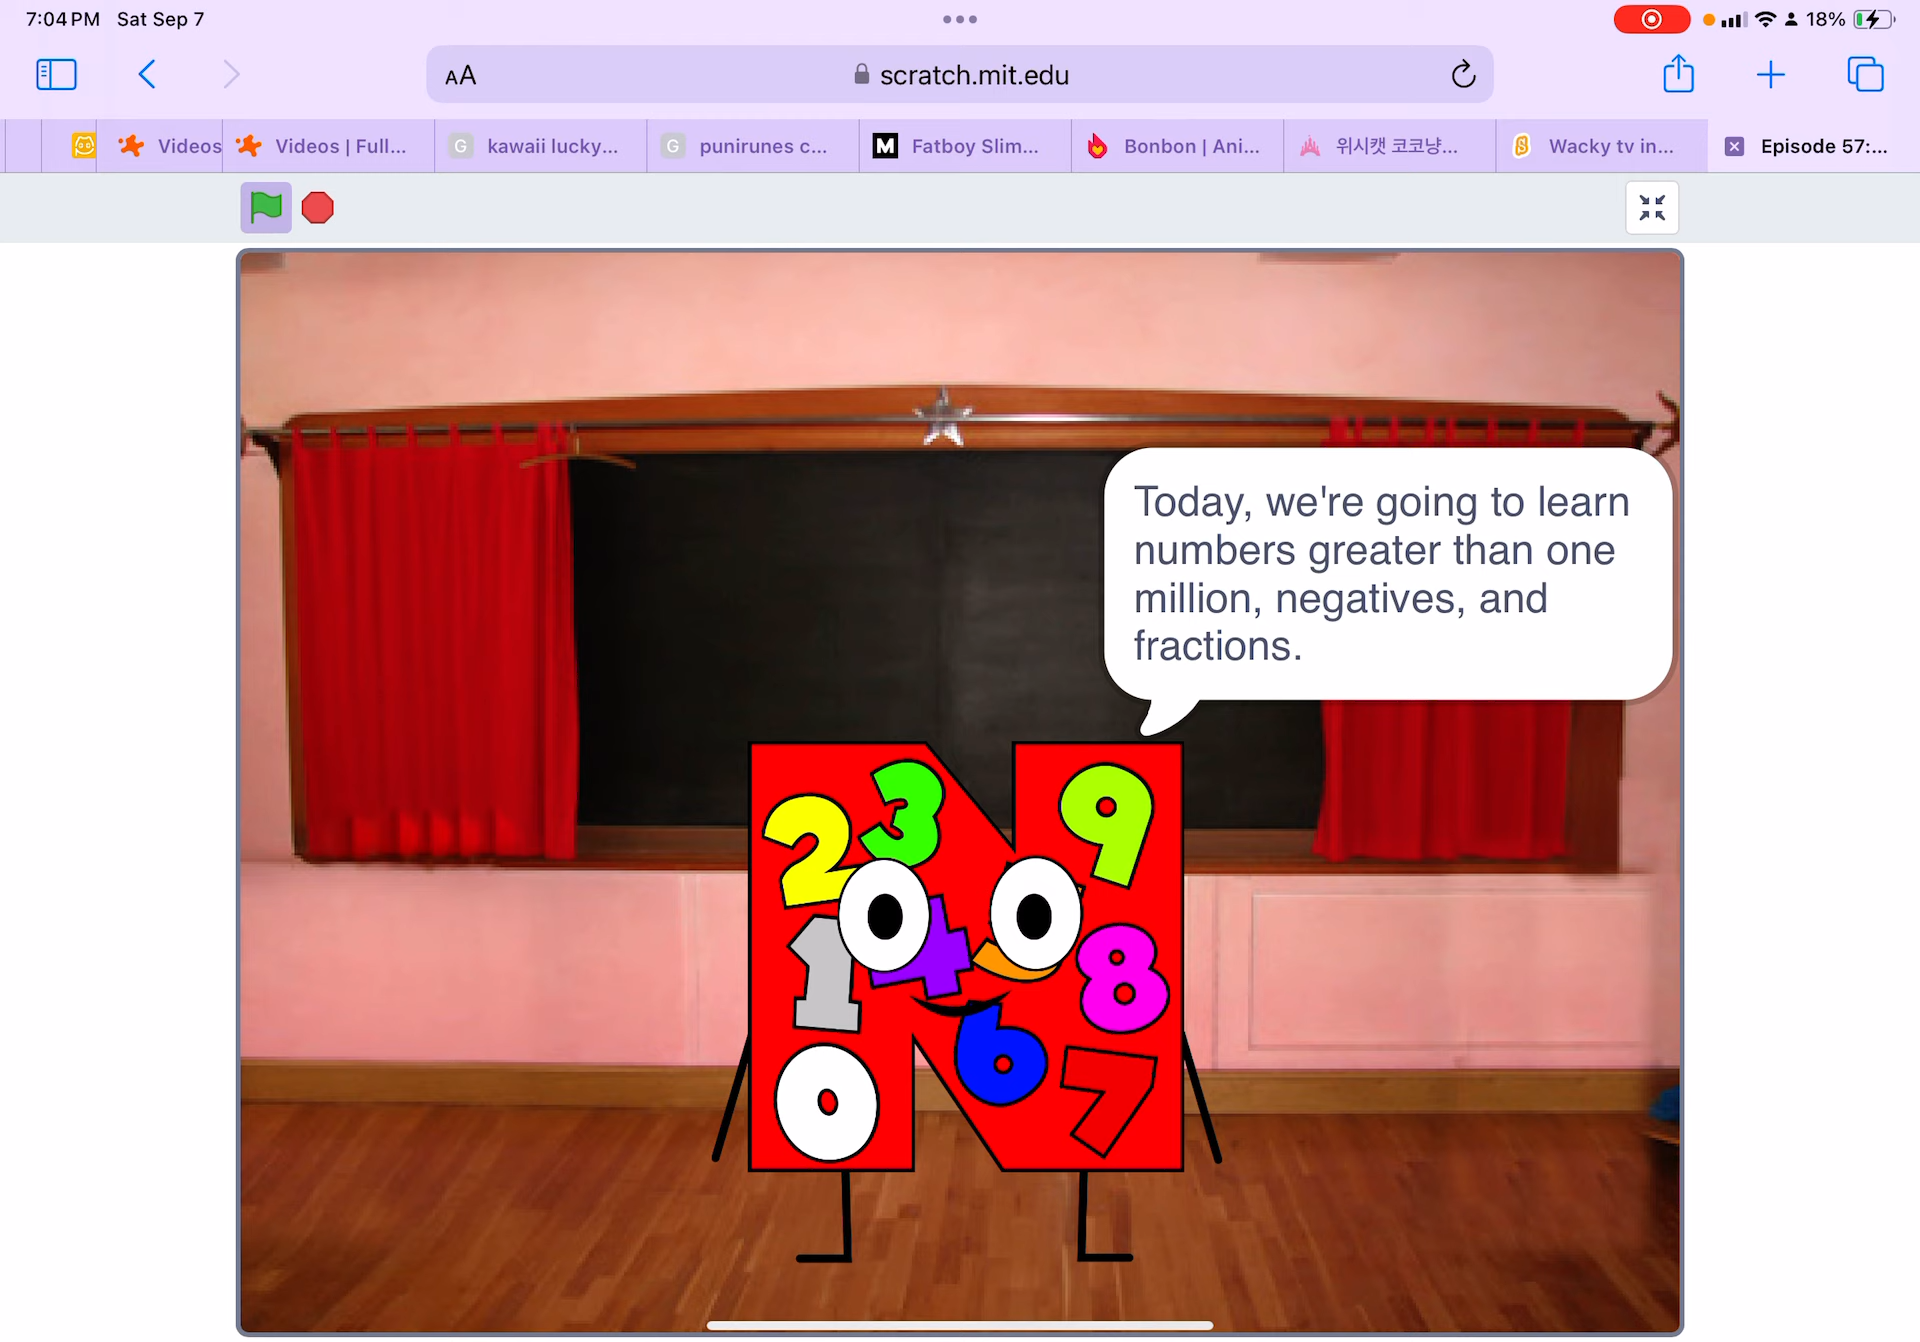 7:04 PM Sat Sep 7
18%
AA
scratch.mit.edu
Videos
Videos | Full...
G
kawaii lucky...
G
punirunes c...
M
Fatboy Slim...
Bonbon | Ani...
위시캣 코코냥...
Wacky tv in...
Episode 57:...
Today, we're going to learn
numbers greater than one
million, negatives, and
fractions.
3
9
2
4
1
8
6
7
0